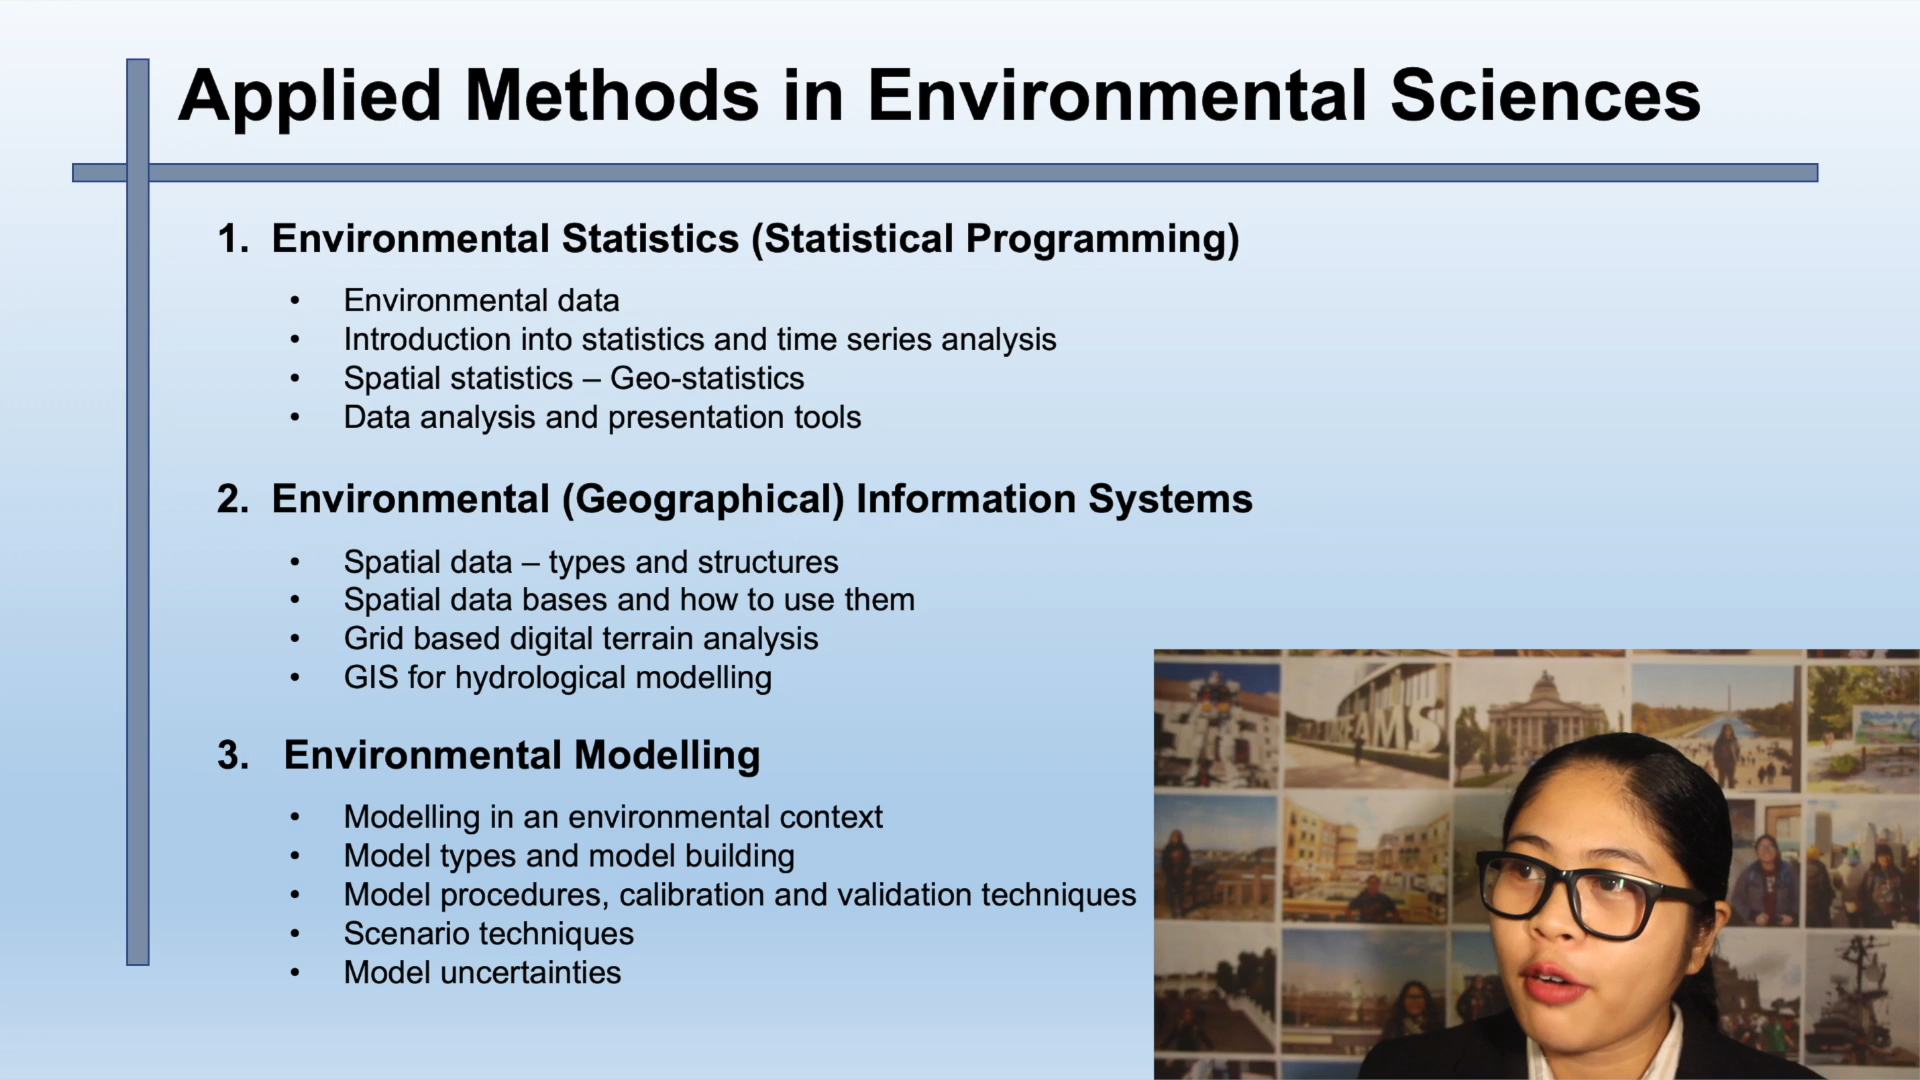 Applied Methods in Environmental Sciences
1. Environmental Statistics (Statistical Programming)
• Environmental data
• Introduction into statistics and time series analysis
• Spatial statistics – Geo-statistics
• Data analysis and presentation tools
2. Environmental (Geographical) Information Systems
• Spatial data – types and structures
• Spatial data bases and how to use them
• Grid based digital terrain analysis
• GIS for hydrological modelling
3. Environmental Modelling
• Modelling in an environmental context
• Model types and model building
• Model procedures, calibration and validation techniques
• Scenario techniques
• Model uncertainties
DREAMS